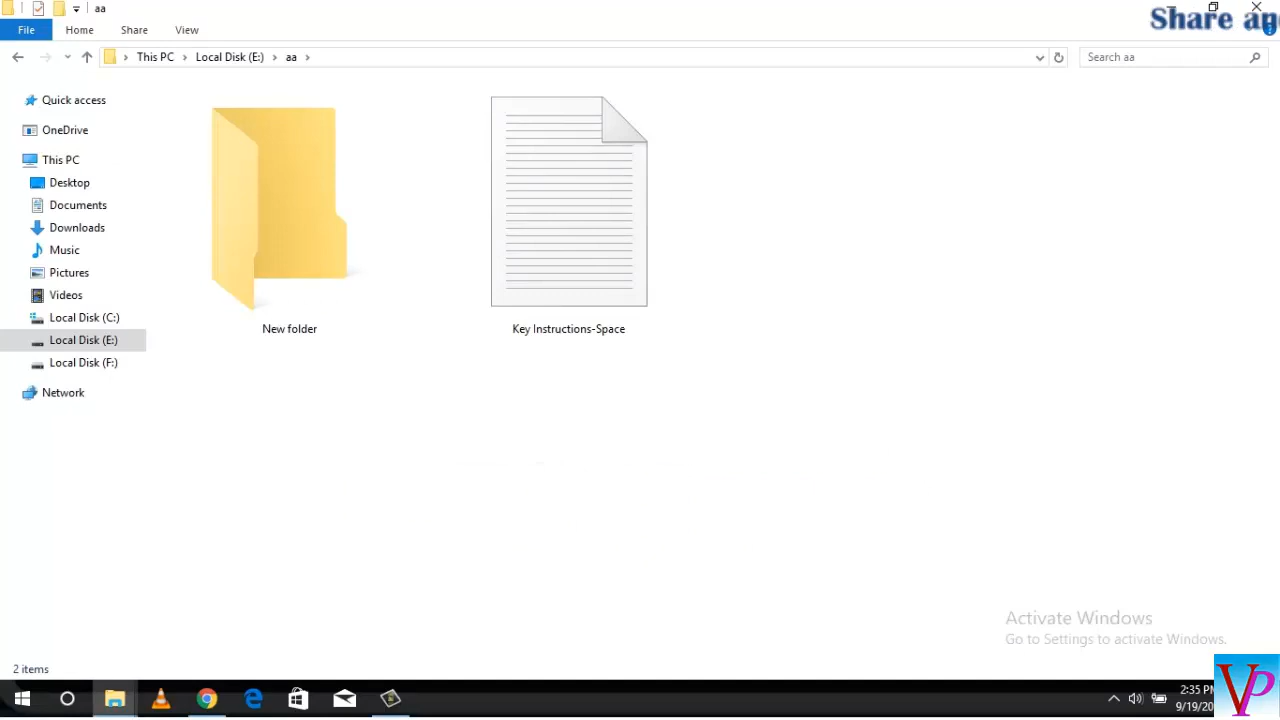 aa
Share an
File Home Share View
This PC Local Disk (E:) aa
Search aa
Quick access
OneDrive
This PC
Desktop
Documents
Downloads
Music
Pictures
Videos
Local Disk (C:)
Local Disk (E:)
Local Disk (F:)
Network
New folder
Key Instructions-Space
Activate Windows
Go to Settings to activate Windows.
2 items
2:35 PM
9/19/20
VP